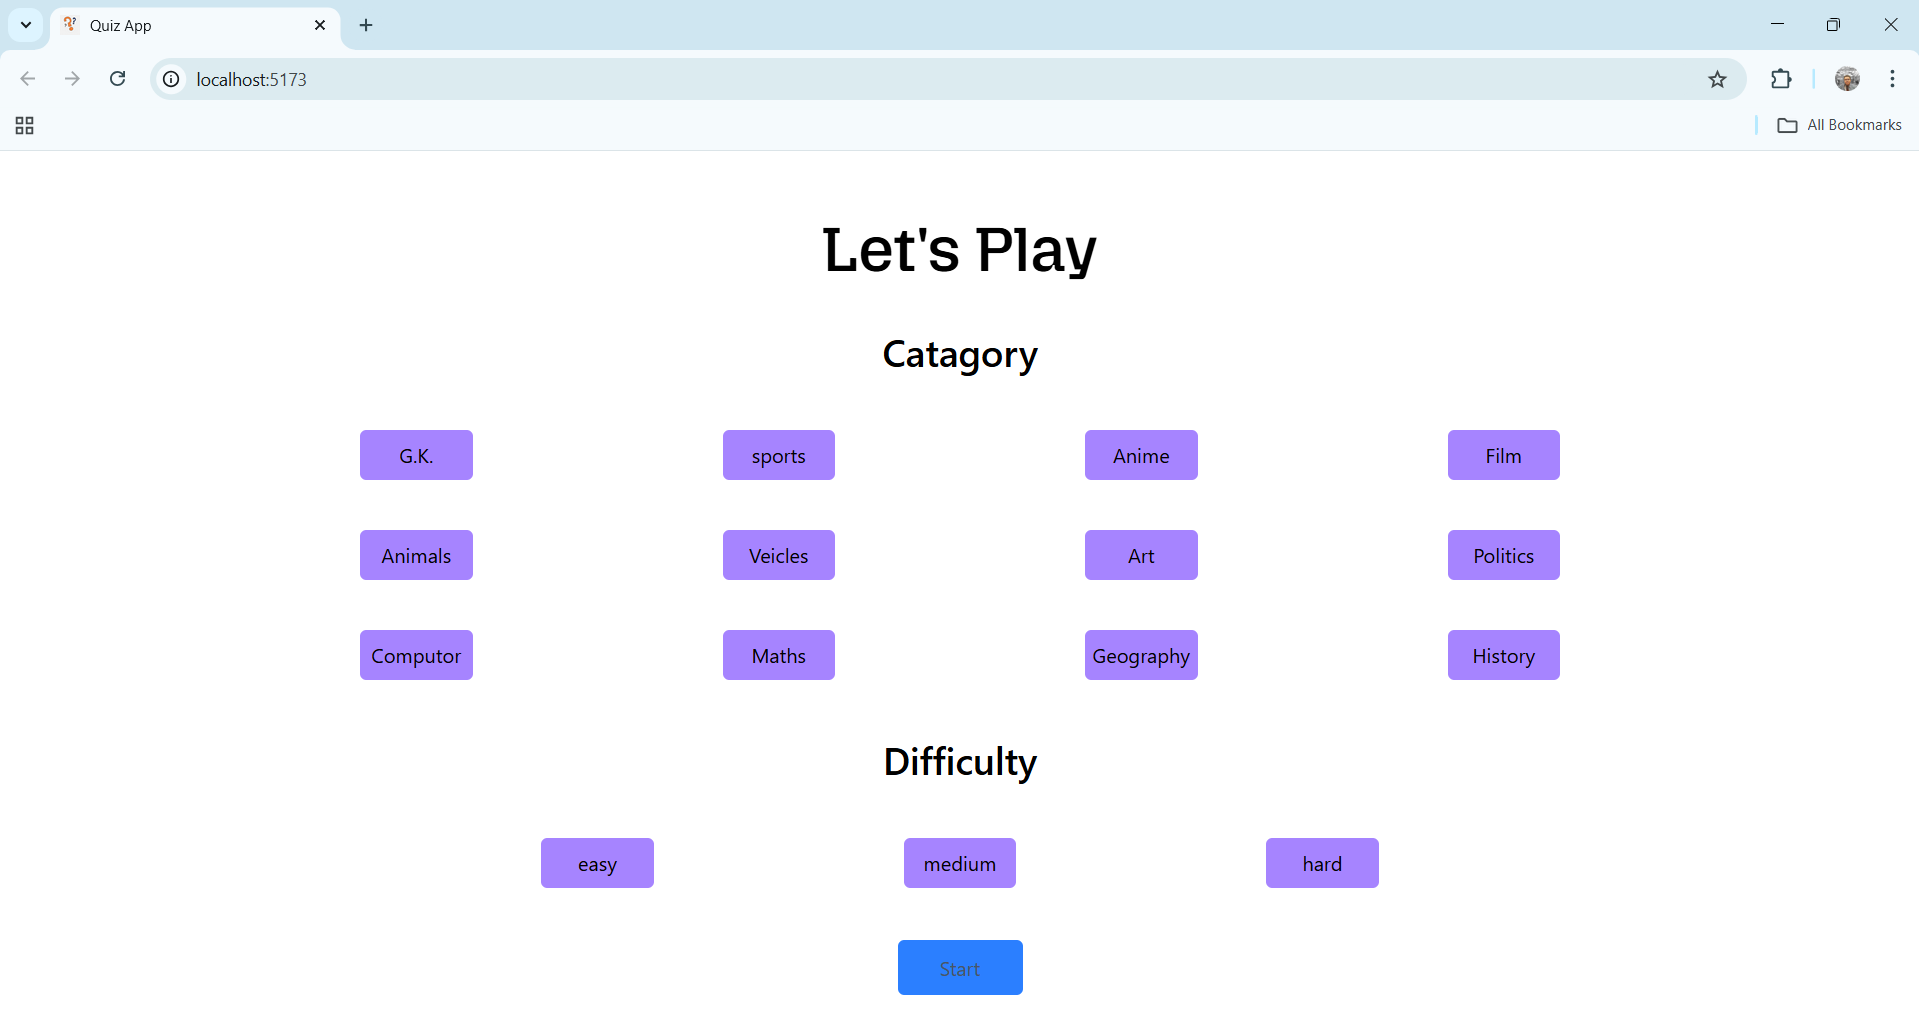 Quiz App
localhost:5173
All Bookmarks
Let's Play
Catagory
G.K. sports Anime Film
Animals Veicles Art Politics
Computor Maths Geography History
Difficulty
easy medium hard
Start